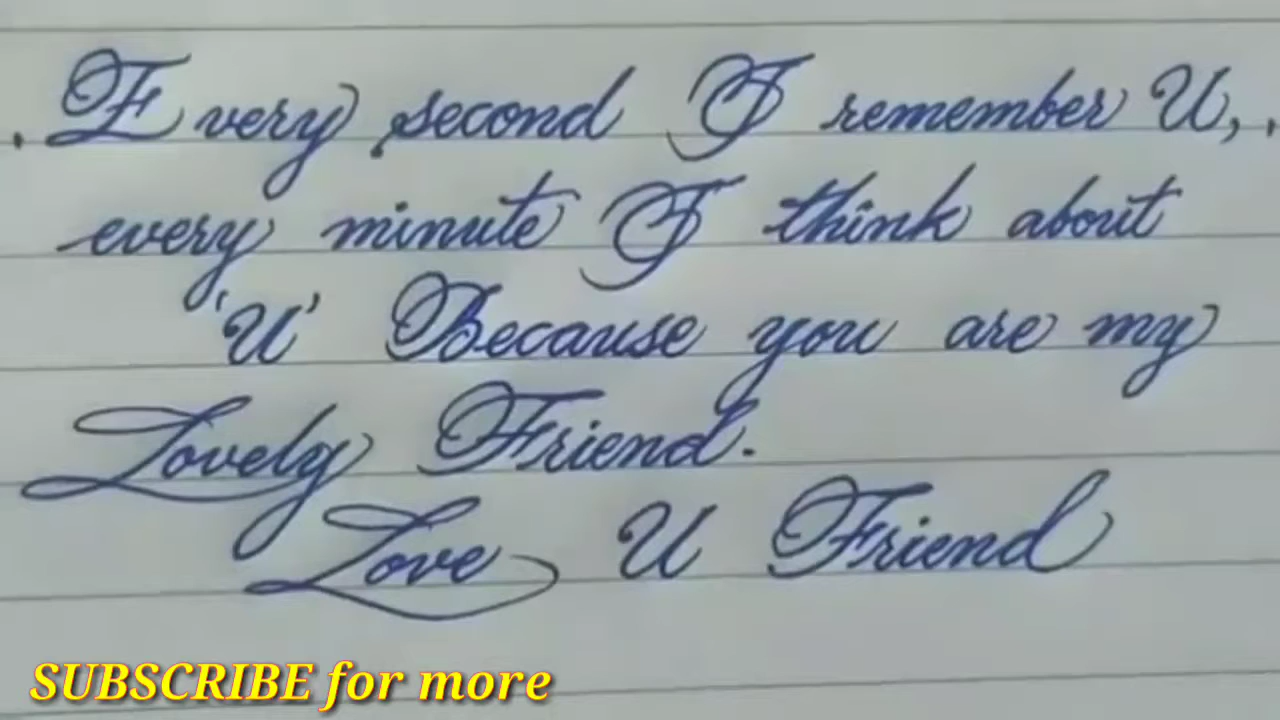 Every second I remember U,
every minute I think about
'U' Because you are my
Lovely Friend.
Love U Friend
SUBSCRIBE for more